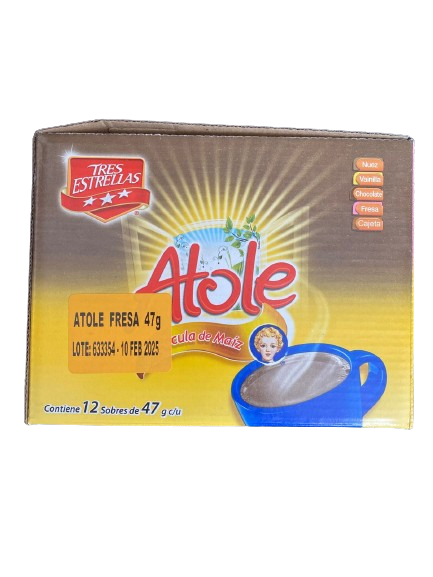 TRES
ESTRELLAS
Nuez
Vainilla
Chocolate
Fresa
Cajeta
Atole
cula de Maíz
ATOLE FRESA 47g
LOTE: 633354 - 10 FEB 2025
Contiene 12 Sobres de 47 g c/u